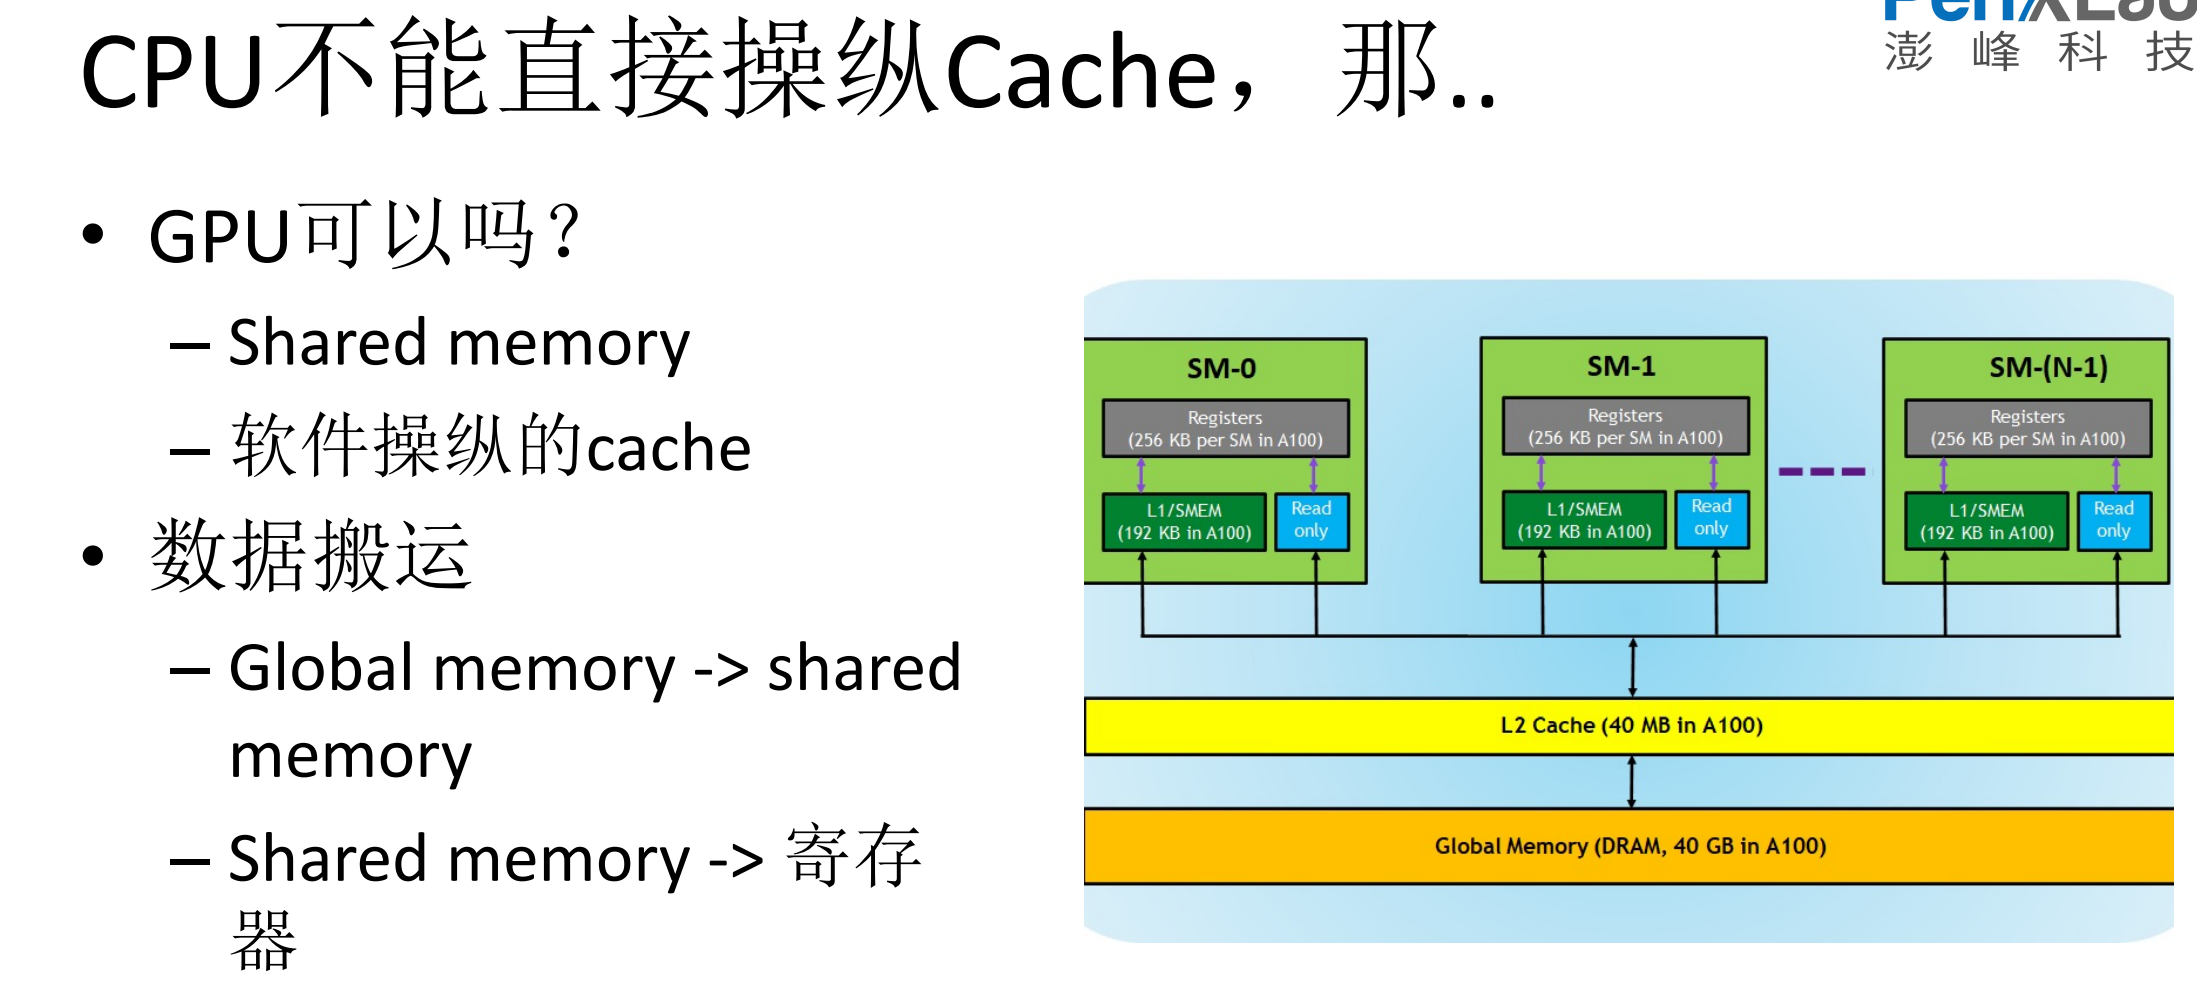 CPU不能直接操纵Cache，那..
PerfXLab
澎峰科技
• GPU可以吗？
– Shared memory
– 软件操纵的cache
• 数据搬运
– Global memory -> shared
memory
– Shared memory -> 寄存
器
SM-0
Registers
(256 KB per SM in A100)
L1/SMEM
(192 KB in A100)
Read
only
SM-1
Registers
(256 KB per SM in A100)
L1/SMEM
(192 KB in A100)
Read
only
SM-(N-1)
Registers
(256 KB per SM in A100)
L1/SMEM
(192 KB in A100)
Read
only
L2 Cache (40 MB in A100)
Global Memory (DRAM, 40 GB in A100)